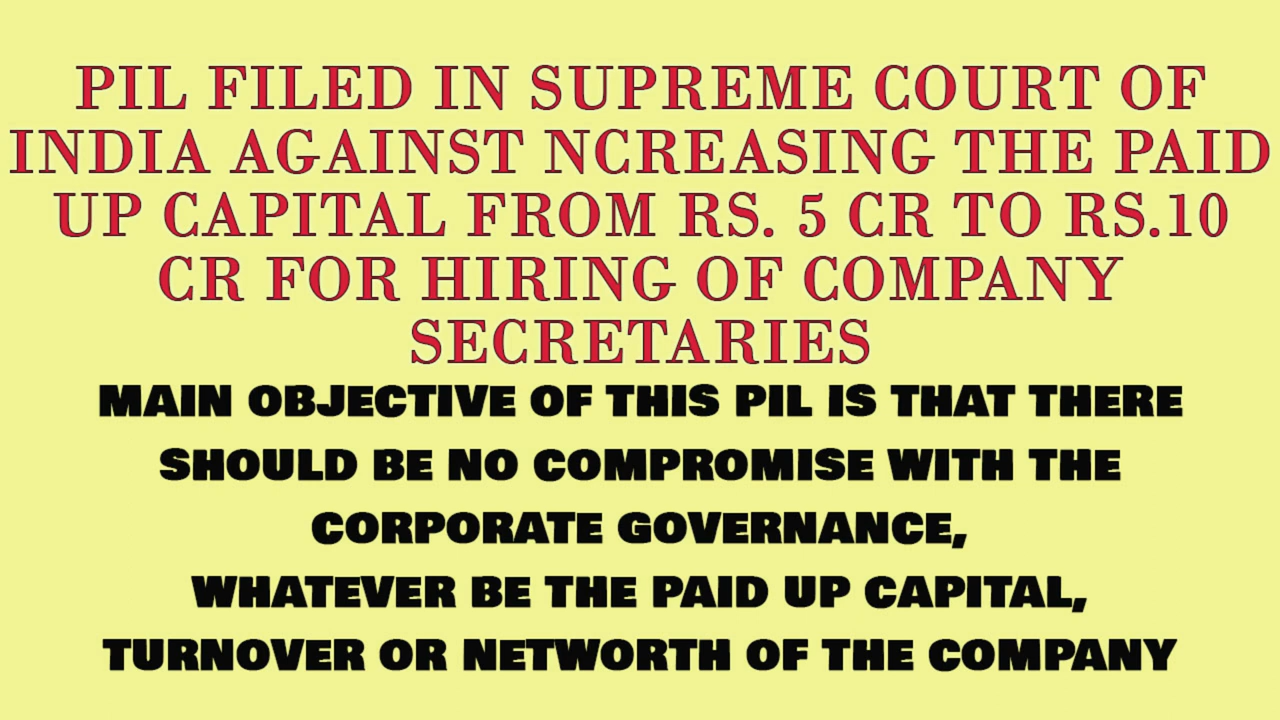 PIL FILED IN SUPREME COURT OF
INDIA AGAINST NCREASING THE PAID
UP CAPITAL FROM RS. 5 CR TO RS.10
CR FOR HIRING OF COMPANY
SECRETARIES
MAIN OBJECTIVE OF THIS PIL IS THAT THERE
SHOULD BE NO COMPROMISE WITH THE
CORPORATE GOVERNANCE,
WHATEVER BE THE PAID UP CAPITAL,
TURNOVER OR NETWORTH OF THE COMPANY